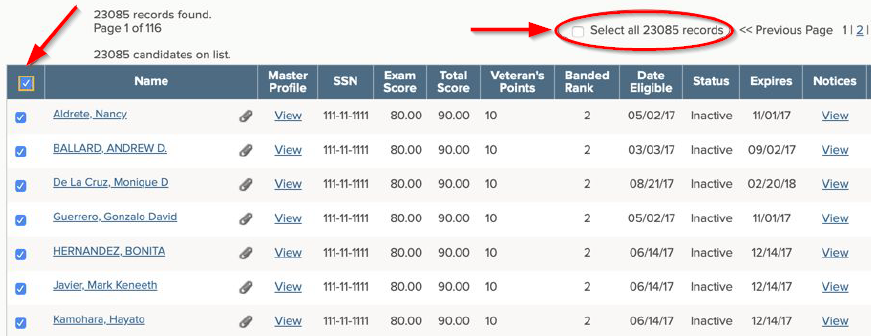 23085 records found.
Page 1 of 116
Select all 23085 records << Previous Page 1 | 2 |
23085 candidates on list.
Name Master Profile SSN Exam Score Total Score Veteran's Points Banded Rank Date Eligible Status Expires Notices
Aldrete, Nancy View 111-11-1111 80.00 90.00 10 2 05/02/17 Inactive 11/01/17 View
BALLARD, ANDREW D. View 111-11-1111 80.00 90.00 10 2 03/03/17 Inactive 09/02/17 View
De La Cruz, Monique D View 111-11-1111 80.00 90.00 10 2 08/21/17 Inactive 02/20/18 View
Guerrero, Gonzalo David View 111-11-1111 80.00 90.00 10 2 05/02/17 Inactive 11/01/17 View
HERNANDEZ, BONITA View 111-11-1111 80.00 90.00 10 2 06/14/17 Inactive 12/14/17 View
Javier, Mark Keneeth View 111-11-1111 80.00 90.00 10 2 06/14/17 Inactive 12/14/17 View
Kamohara, Hayato View 111-11-1111 80.00 90.00 10 2 06/14/17 Inactive 12/14/17 View